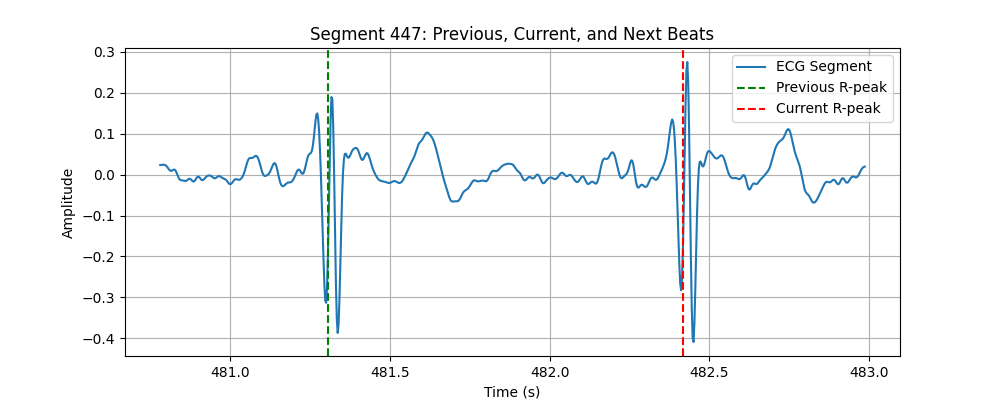 Segment 447: Previous, Current, and Next Beats
0.3
0.2
0.1
0.0
−0.1
−0.2
−0.3
−0.4
Amplitude
ECG Segment
Previous R-peak
Current R-peak
481.0 481.5 482.0 482.5 483.0
Time (s)